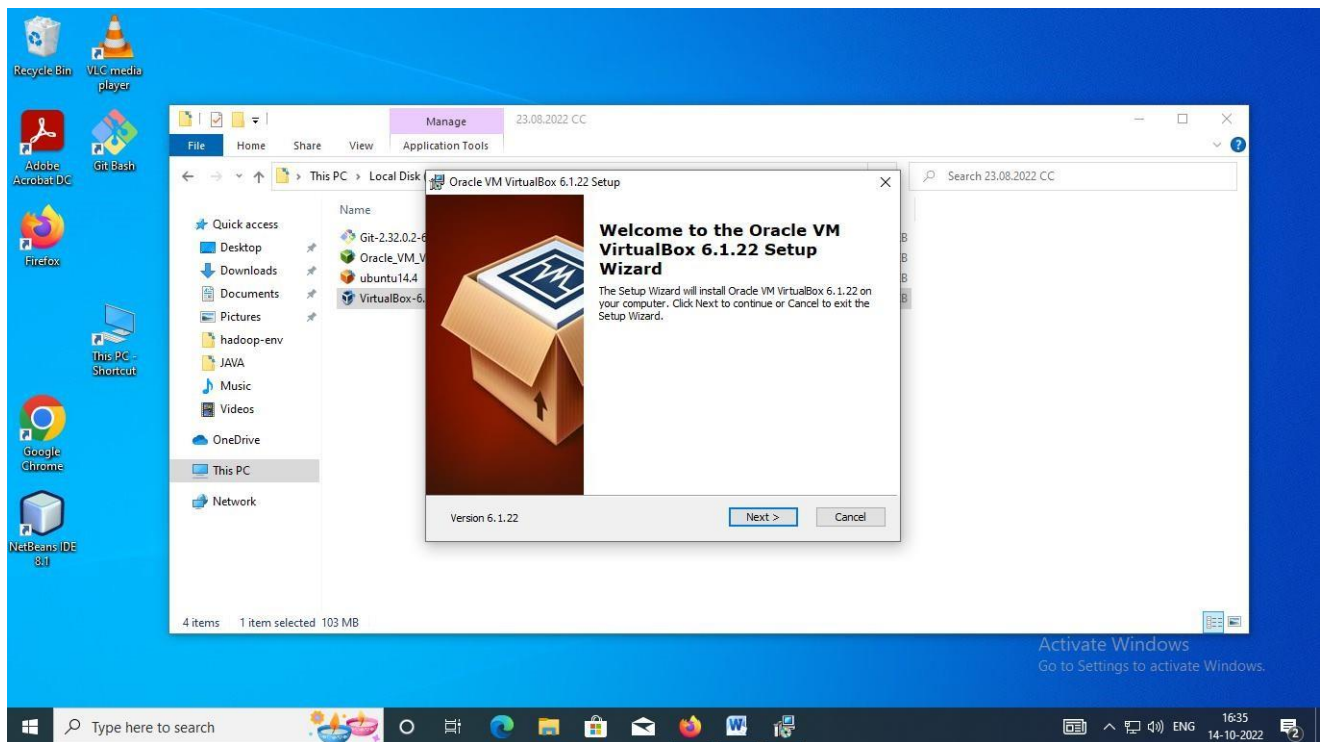 Recycle Bin
VLC media
player
Adobe
Acrobat DC
Git Bash
Firefox
This PC -
Shortcut
Google
Chrome
NetBeans IDE
8.1
Manage
23.08.2022 CC
File Home Share View Application Tools
This PC > Local Disk
Search 23.08.2022 CC
Quick access
Desktop
Downloads
Documents
Pictures
hadoop-env
JAVA
Music
Videos
OneDrive
This PC
Network
Name
Git-2.32.0.2-6
Oracle_VM_V
ubuntu14.4
VirtualBox-6.
B
B
B
B
Oracle VM VirtualBox 6.1.22 Setup
Welcome to the Oracle VM
VirtualBox 6.1.22 Setup
Wizard
The Setup Wizard will install Oracle VM VirtualBox 6.1.22 on
your computer. Click Next to continue or Cancel to exit the
Setup Wizard.
Version 6.1.22
Next >
Cancel
4 items 1 item selected 103 MB
Activate Windows
Go to Settings to activate Windows.
Type here to search
ENG
16:35
14-10-2022
2